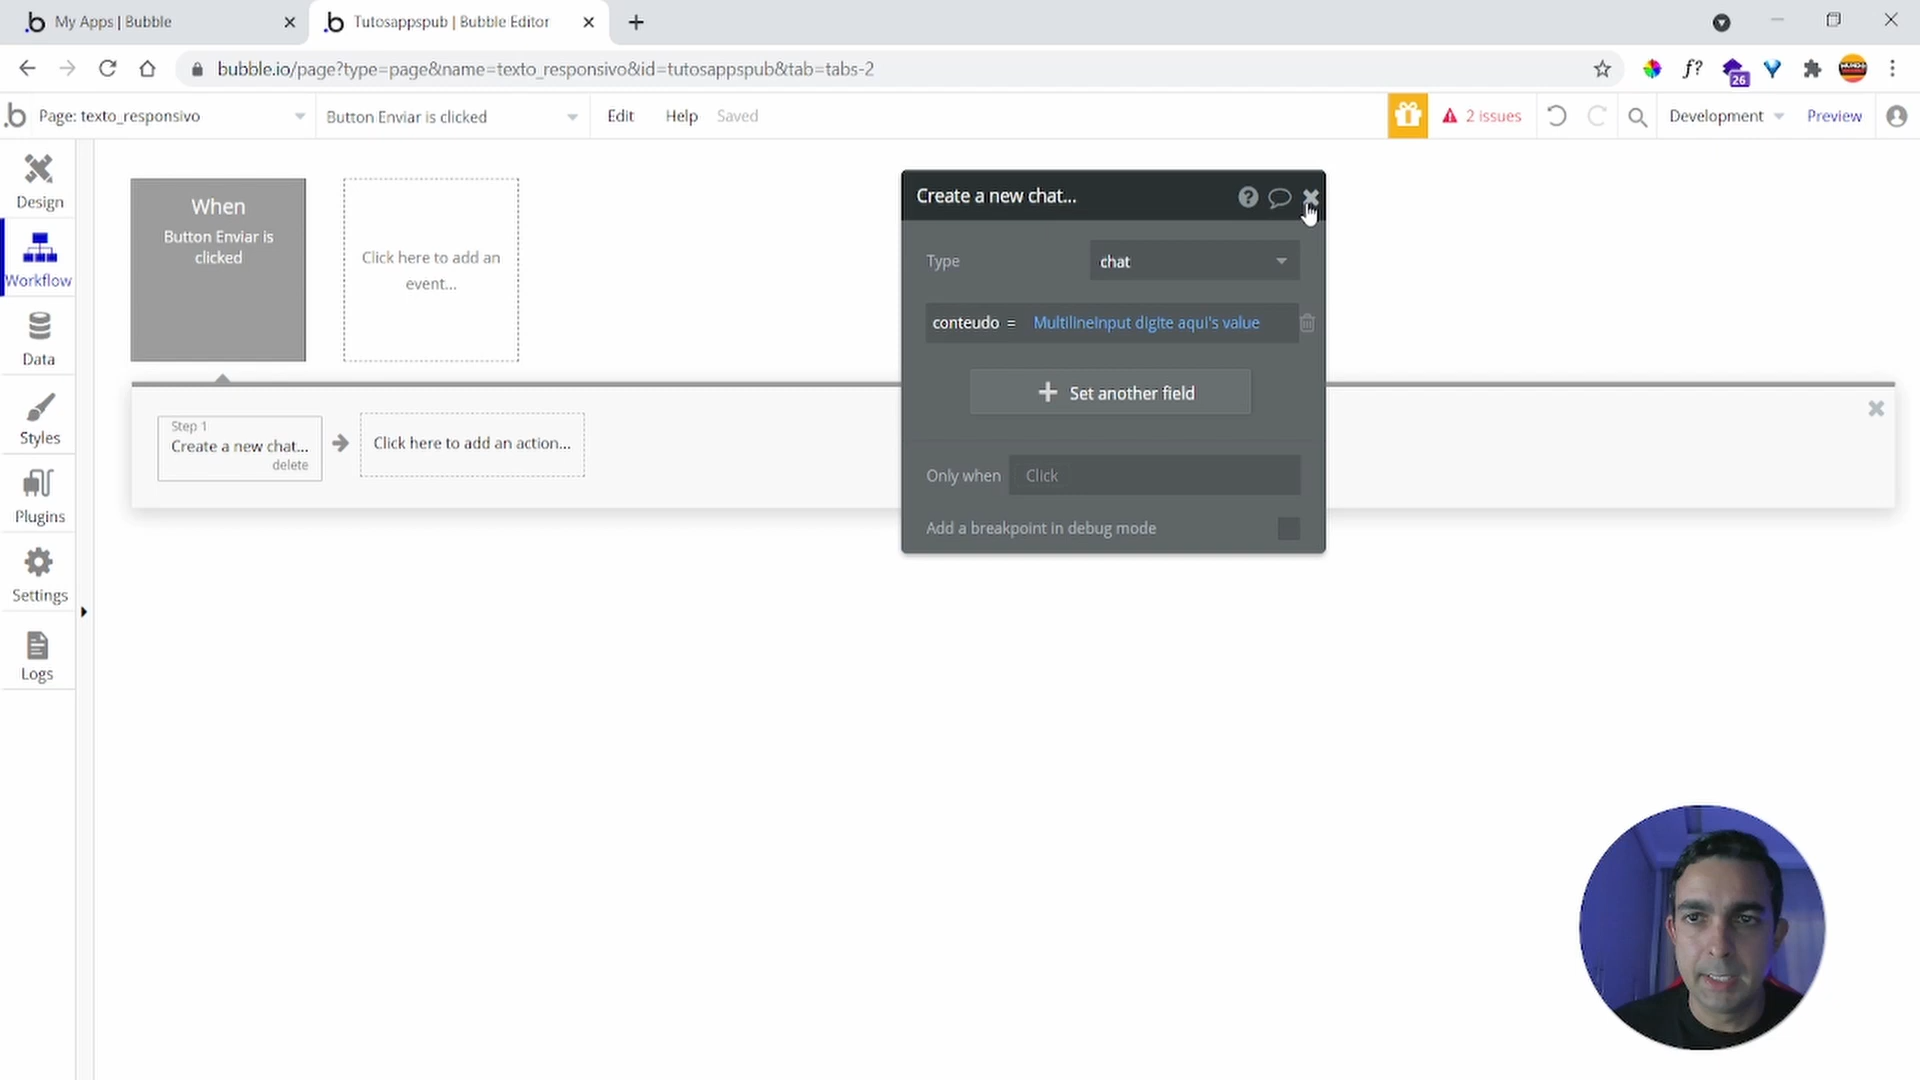 My Apps | Bubble
Tutosappspub | Bubble Editor
bubble.io/page?type=page&name=texto_responsivo&id=tutosappspub&tab=tabs-2
26
Page: texto_responsivo
Button Enviar is clicked
Edit
Help
Saved
2 issues
Development
Preview
Design
Workflow
Data
Styles
Plugins
Settings
Logs
When
Button Enviar is
clicked
Click here to add an
event...
Step 1
Create a new chat...
delete
Click here to add an action...
Create a new chat...
Type
chat
conteudo =
MultilineInput digite aqui's value
Set another field
Only when
Click
Add a breakpoint in debug mode